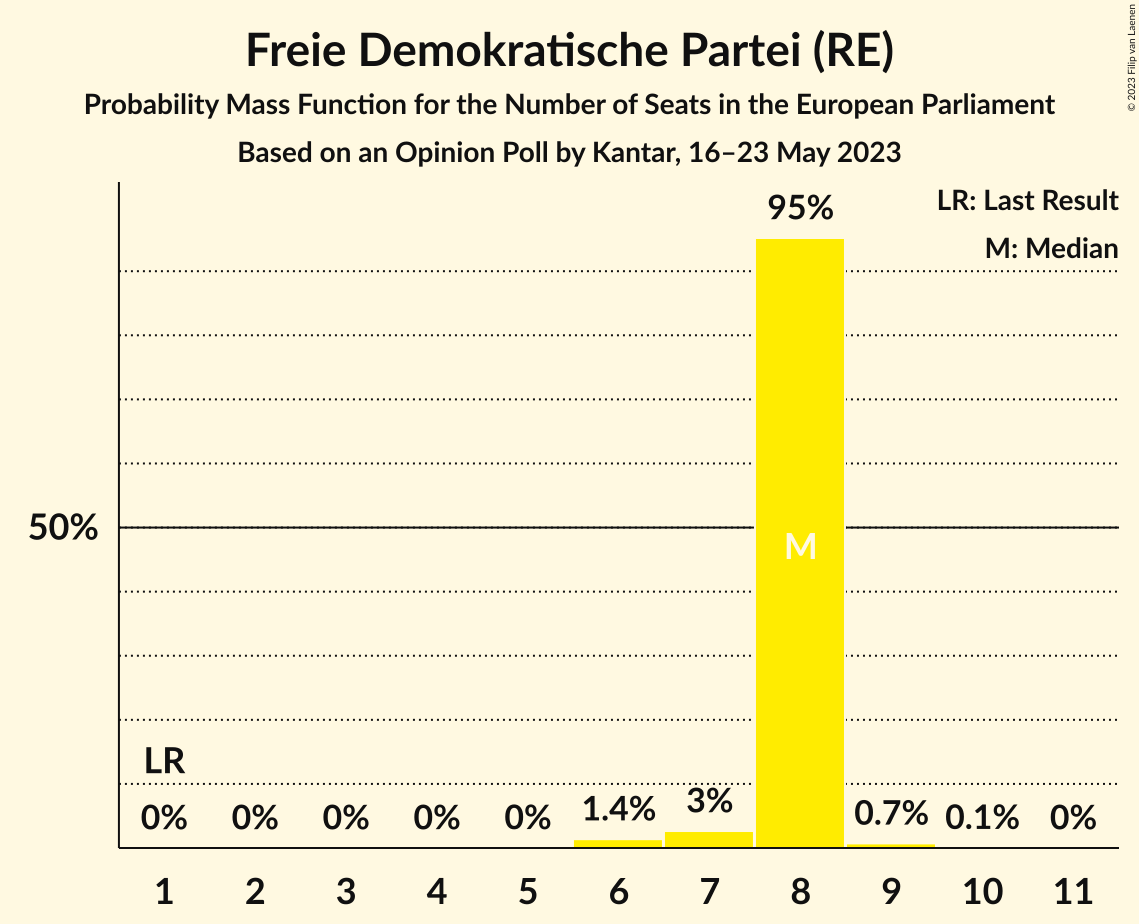 Freie Demokratische Partei (RE)
Probability Mass Function for the Number of Seats in the European Parliament
Based on an Opinion Poll by Kantar, 16–23 May 2023
© 2023 Filip van Laenen
LR: Last Result
M: Median
95%
50%
M
LR
0% 0% 0% 0% 0% 1.4% 3% 0.7% 0.1% 0%
1 2 3 4 5 6 7 8 9 10 11